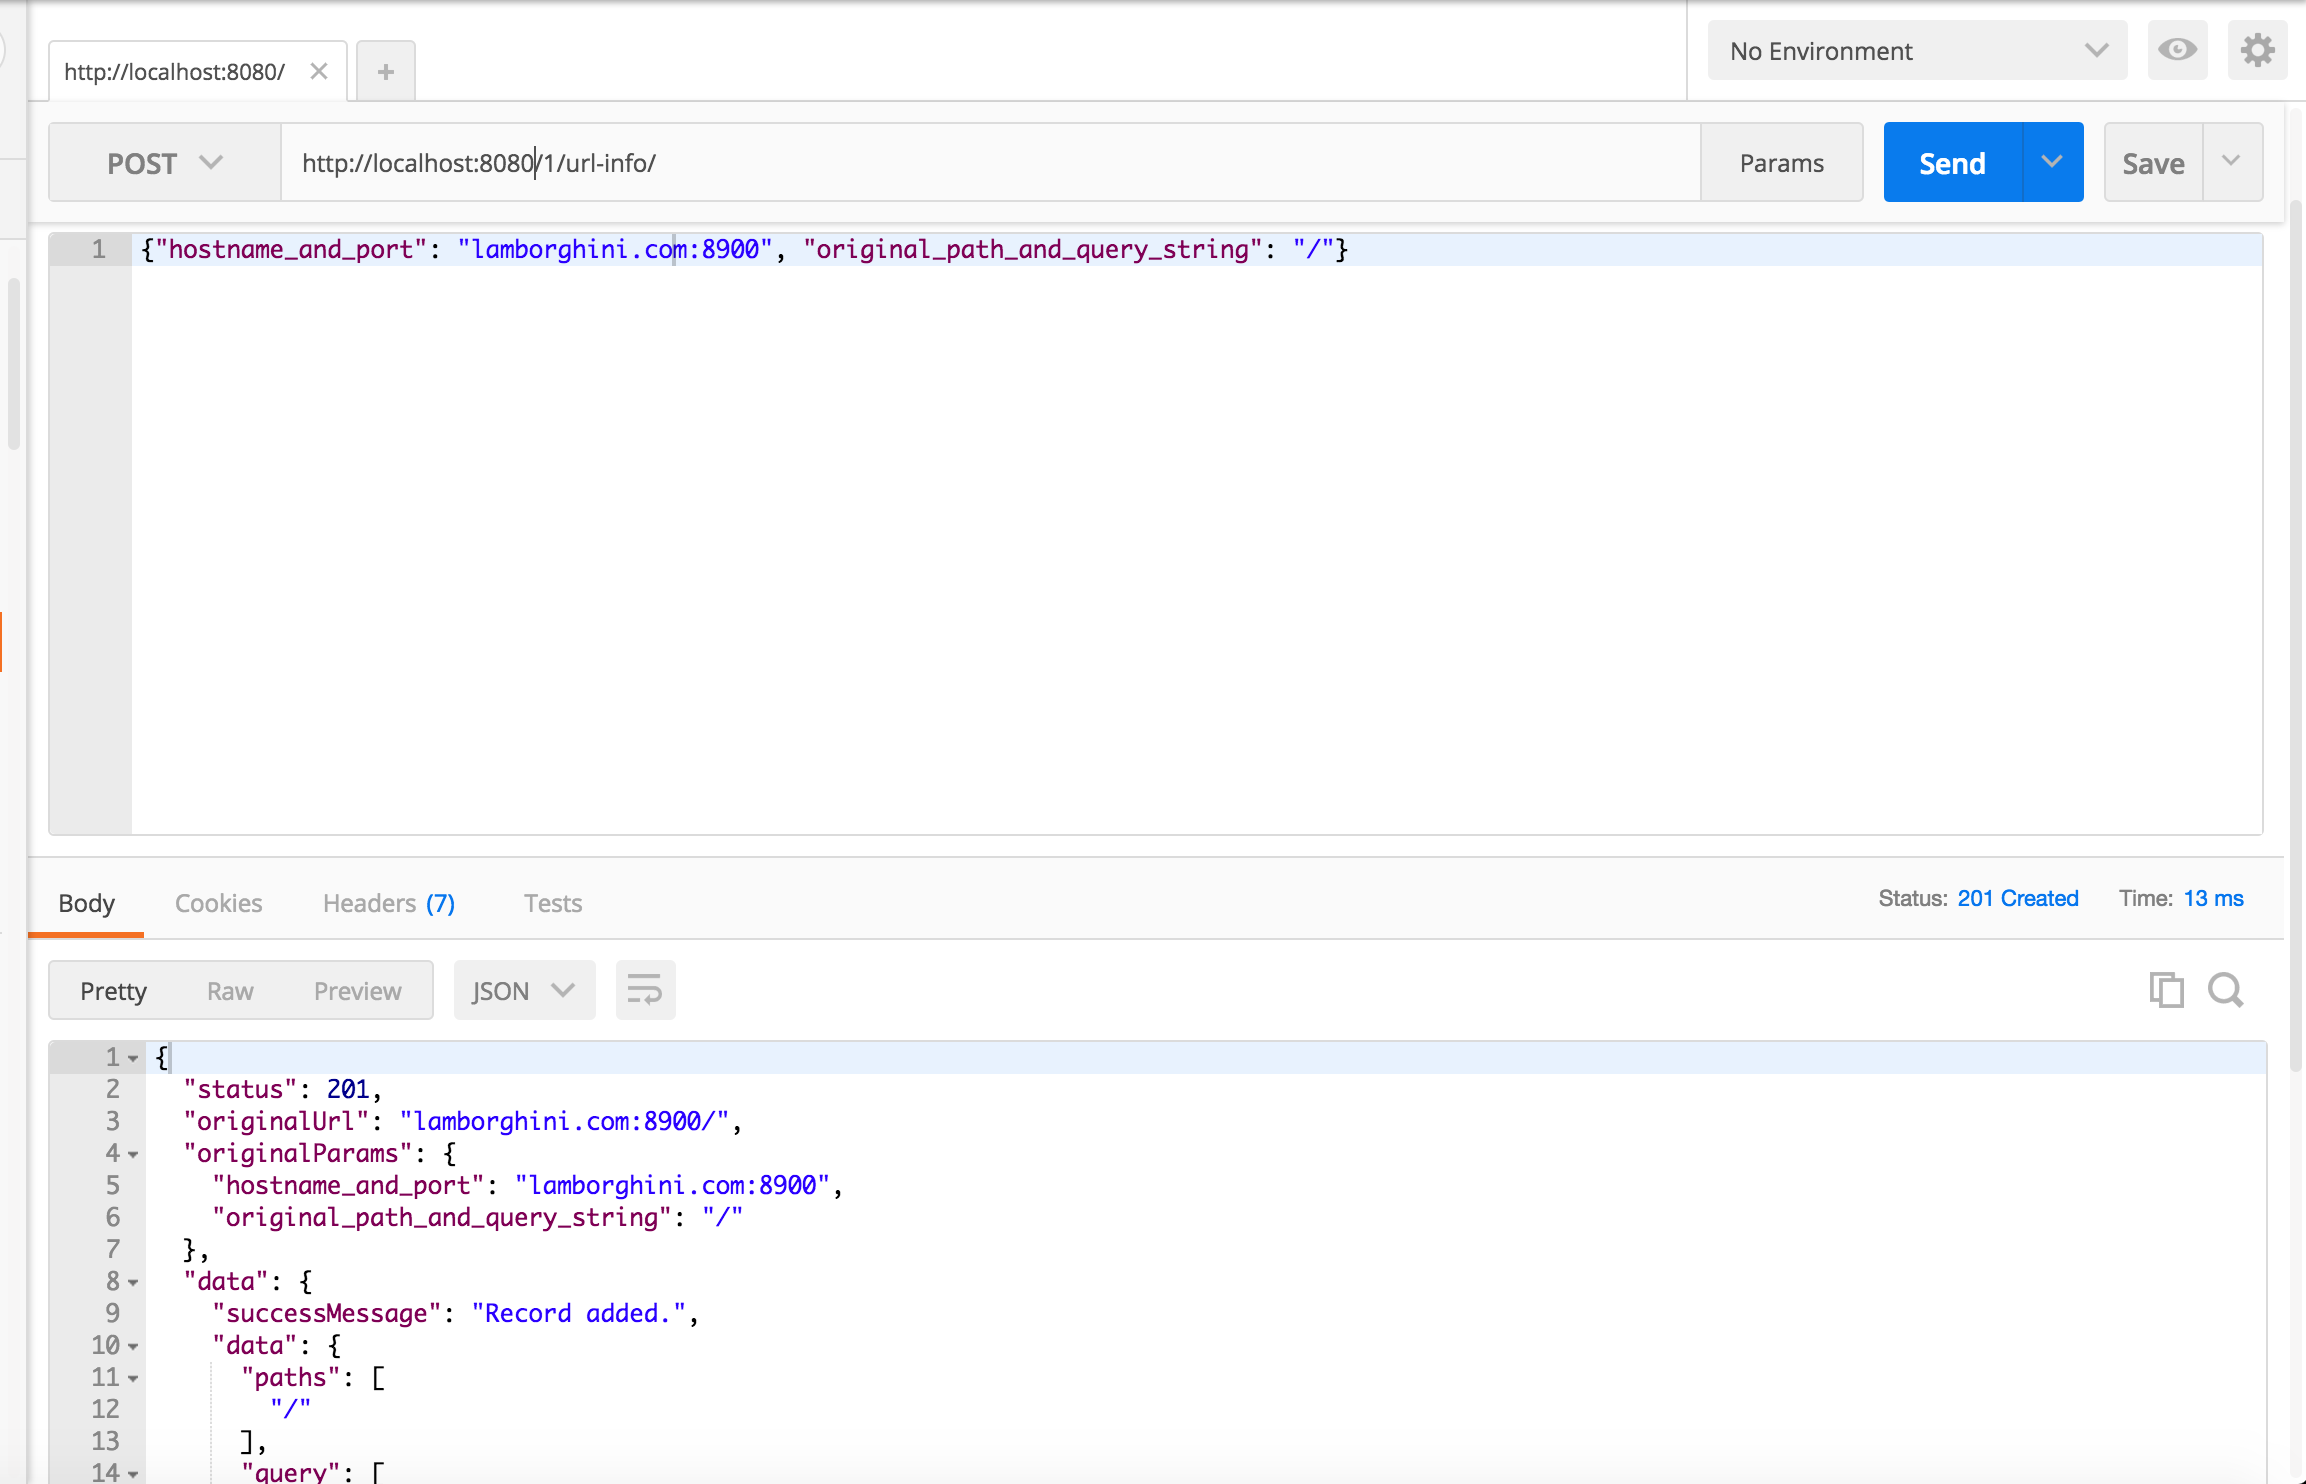 http://localhost:8080/
No Environment
POST
http://localhost:8080/1/url-info/
Params
Send
Save
1 {"hostname_and_port": "lamborghini.com:8900", "original_path_and_query_string": "/"}
Body
Cookies
Headers (7)
Tests
Status: 201 Created
Time: 13 ms
Pretty
Raw
Preview
JSON
1 {
2 "status": 201,
3 "originalUrl": "lamborghini.com:8900/",
4 "originalParams": {
5 "hostname_and_port": "lamborghini.com:8900",
6 "original_path_and_query_string": "/"
7 },
8 "data": {
9 "successMessage": "Record added.",
10 "data": {
11 "paths": [
12 "/"
13 ],
14 "query": [